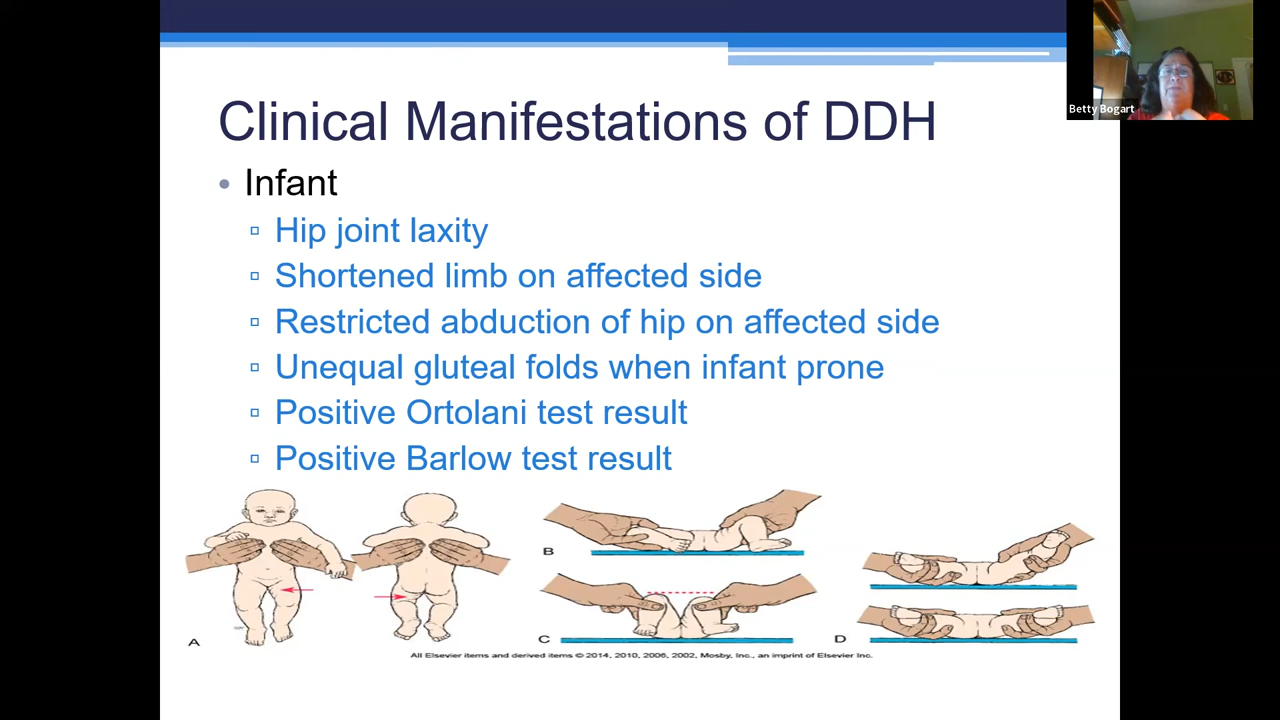 Betty Bogart
Clinical Manifestations of DDH
• Infant
▫ Hip joint laxity
▫ Shortened limb on affected side
▫ Restricted abduction of hip on affected side
▫ Unequal gluteal folds when infant prone
▫ Positive Ortolani test result
▫ Positive Barlow test result
A
B
C
D
All Elsevier items and derived items © 2014, 2010, 2006, 2002, Mosby, Inc., an imprint of Elsevier Inc.